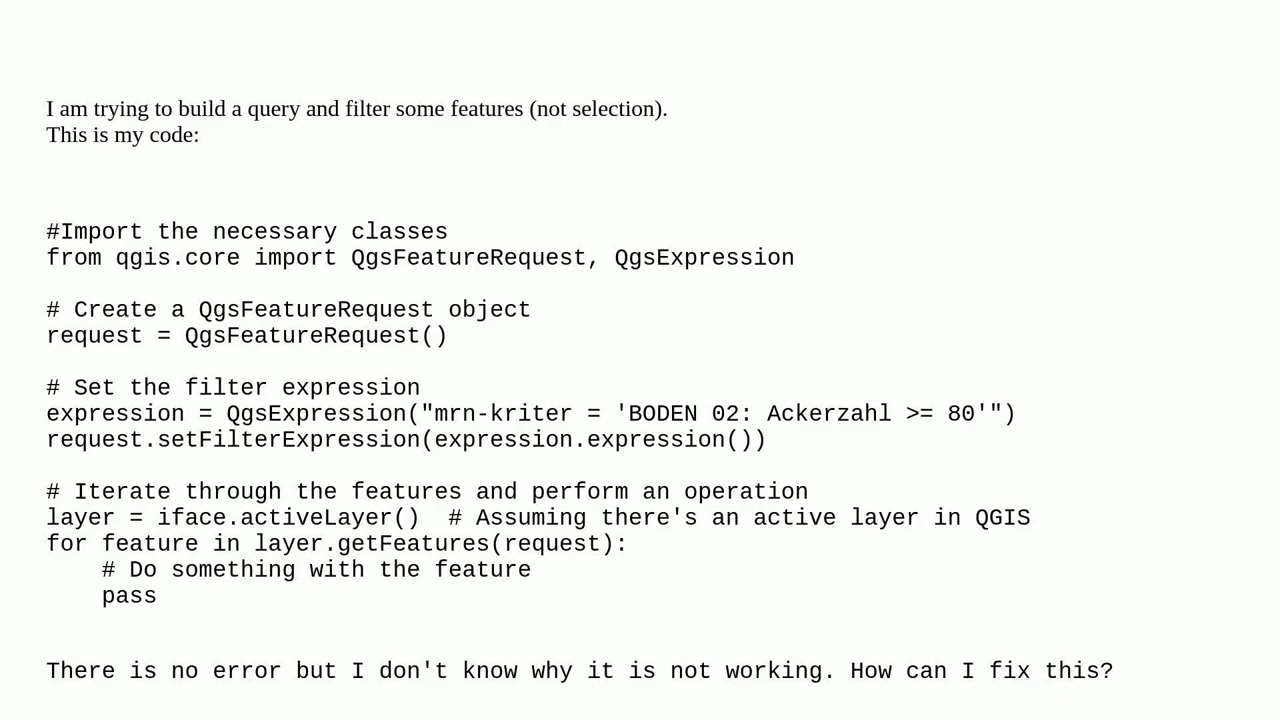 I am trying to build a query and filter some features (not selection).
This is my code:
#Import the necessary classes
from qgis.core import QgsFeatureRequest, QgsExpression
# Create a QgsFeatureRequest object
request = QgsFeatureRequest()
# Set the filter expression
expression = QgsExpression("mrn-kriter = 'BODEN 02: Ackerzahl >= 80'")
request.setFilterExpression(expression.expression())
# Iterate through the features and perform an operation
layer = iface.activeLayer()  # Assuming there's an active layer in QGIS
for feature in layer.getFeatures(request):
    # Do something with the feature
    pass
There is no error but I don't know why it is not working. How can I fix this?